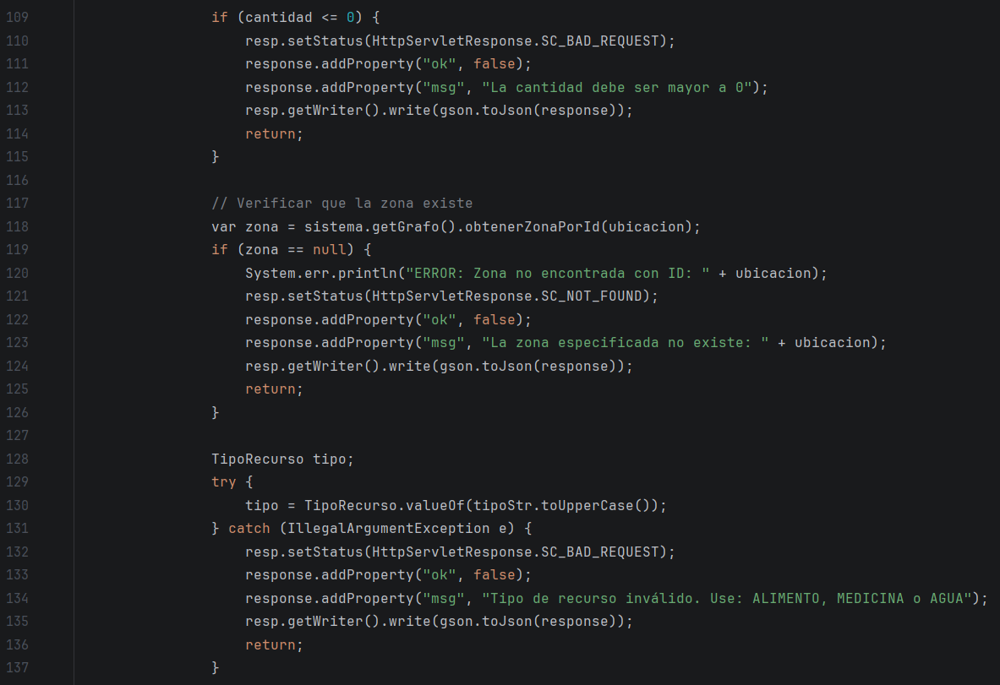 109                     if (cantidad <= 0) {
110                         resp.setStatus(HttpServletResponse.SC_BAD_REQUEST);
111                         response.addProperty("ok", false);
112                         response.addProperty("msg", "La cantidad debe ser mayor a 0");
113                         resp.getWriter().write(gson.toJson(response));
114                         return;
115                     }
116
117                     // Verificar que la zona existe
118                     var zona = sistema.getGrafo().obtenerZonaPorId(ubicacion);
119                     if (zona == null) {
120                         System.err.println("ERROR: Zona no encontrada con ID: " + ubicacion);
121                         resp.setStatus(HttpServletResponse.SC_NOT_FOUND);
122                         response.addProperty("ok", false);
123                         response.addProperty("msg", "La zona especificada no existe: " + ubicacion);
124                         resp.getWriter().write(gson.toJson(response));
125                         return;
126                     }
127
128                     TipoRecurso tipo;
129                     try {
130                         tipo = TipoRecurso.valueOf(tipoStr.toUpperCase());
131                     } catch (IllegalArgumentException e) {
132                         resp.setStatus(HttpServletResponse.SC_BAD_REQUEST);
133                         response.addProperty("ok", false);
134                         response.addProperty("msg", "Tipo de recurso inválido. Use: ALIMENTO, MEDICINA o AGUA");
135                         resp.getWriter().write(gson.toJson(response));
136                         return;
137                     }